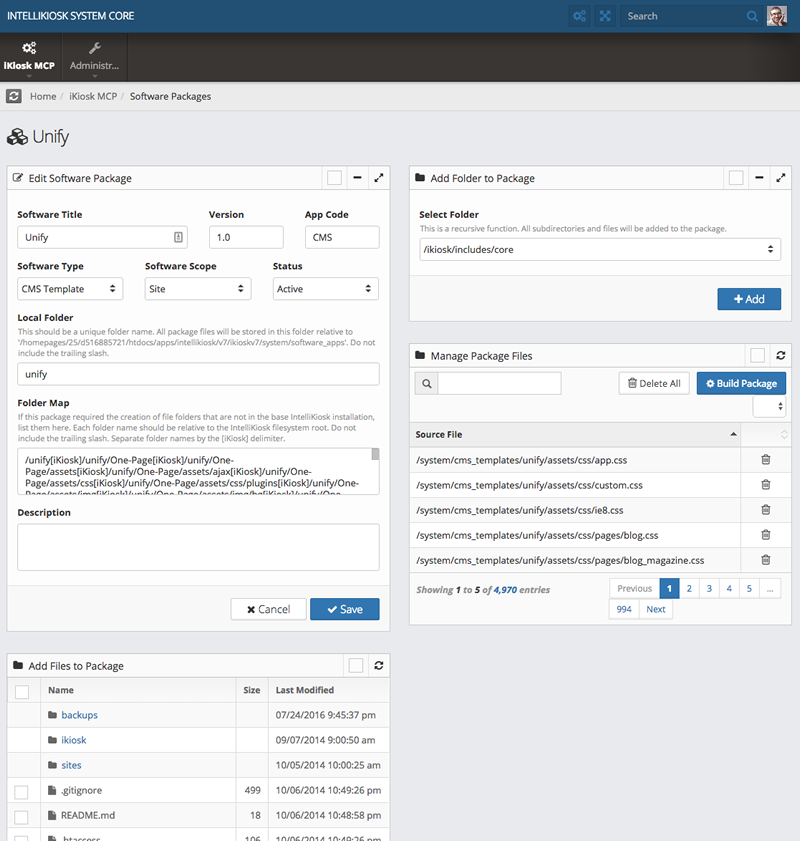 INTELLIKIOSK SYSTEM CORE
Search
iKiosk MCP
Administr...
Home / iKiosk MCP / Software Packages
Unify
Edit Software Package
Software Title
Version
App Code
Unify
1.0
CMS
Software Type
Software Scope
Status
CMS Template
Site
Active
Local Folder
This should be a unique folder name. All package files will be stored in this folder relative to
'/homepages/25/d516885721/htdocs/apps/intellikiosk/v7/ikioskv7/system/software_apps'. Do not
include the trailing slash.
unify
Folder Map
If this package required the creation of file folders that are not in the base IntelliKiosk installation,
list them here. Each folder name should be relative to the IntelliKiosk filesystem root. Do
not include the trailing slash. Separate folder names by the [iKiosk] delimiter.
/unify[iKiosk]/unify/One-Page[iKiosk]/unify/One-
Page/assets[iKiosk]/unify/One-Page/assets/ajax[iKiosk]/unify/One-
Page/assets/css[iKiosk]/unify/One-Page/assets/css/plugins[iKiosk]/unify/One-
Page/assets/img[iKiosk]/unify/One-Page/assets/img/bg[iKiosk]/unify/One-
Description
Cancel
Save
Add Files to Package
Name Size Last Modified
backups 07/24/2016 9:45:37 pm
ikiosk 09/07/2014 9:00:50 am
sites 10/05/2014 10:00:25 am
.gitignore 499 10/06/2014 10:49:26 pm
README.md 18 10/06/2014 10:48:58 pm
.htaccess 106 10/06/2014 10:49:26 pm
Add Folder to Package
Select Folder
This is a recursive function. All subdirectories and files will be added to the package.
/ikiosk/includes/core
Add
Manage Package Files
Delete All
Build Package
Source File
/system/cms_templates/unify/assets/css/app.css
/system/cms_templates/unify/assets/css/custom.css
/system/cms_templates/unify/assets/css/ie8.css
/system/cms_templates/unify/assets/css/pages/blog.css
/system/cms_templates/unify/assets/css/pages/blog_magazine.css
Showing 1 to 5 of 4,970 entries
Previous 1 2 3 4 5 ...
994 Next